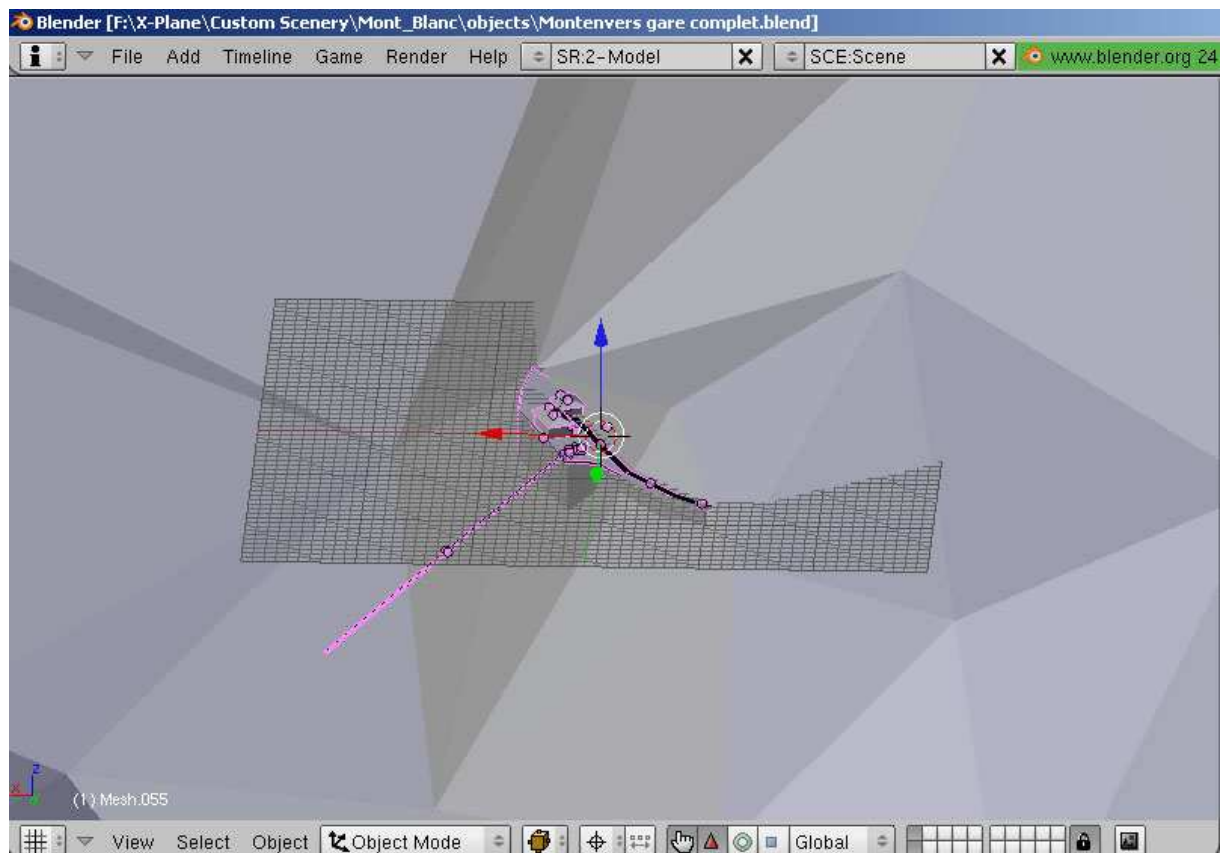 Blender [F:\X-Plane\Custom Scenery\Mont_Blanc\objects\Montenvers gare complet.blend]
File Add Timeline Game Render Help SR:2-Model SCE:Scene www.blender.org 24
z
x
(1) Mesh.055
View Select Object Object Mode Global